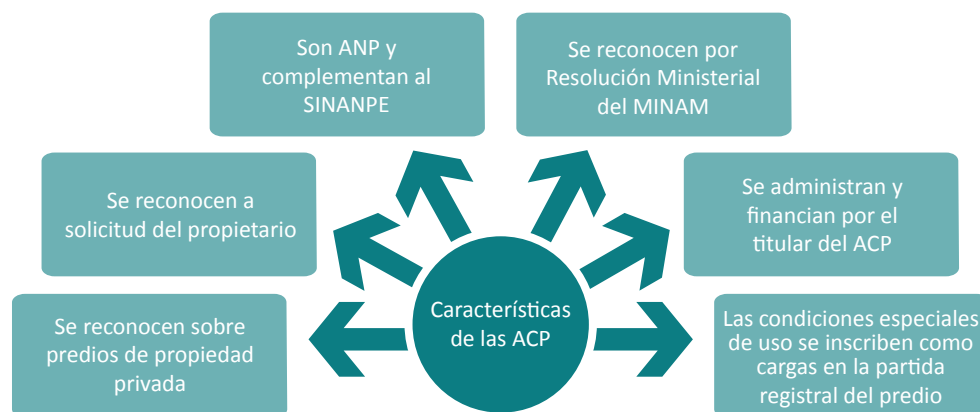 Son ANP y
complementan al
SINANPE
Se reconocen por
Resolución Ministerial
del MINAM
Se reconocen a
solicitud del propietario
Se administran y
financian por el
titular del ACP
Características
de las ACP
Se reconocen sobre
predios de propiedad
privada
Las condiciones especiales
de uso se inscriben como
cargas en la partida
registral del predio